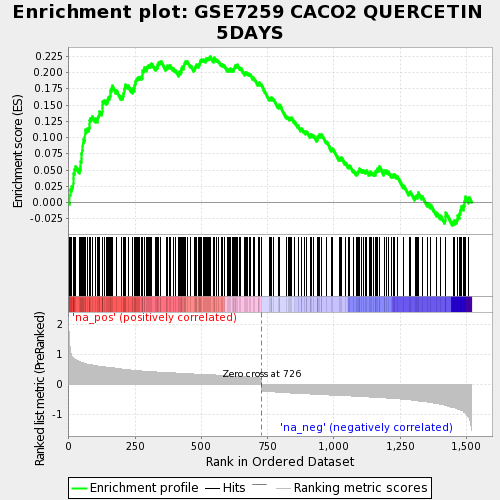 Enrichment plot: GSE7259 CACO2 QUERCETIN
5DAYS
Enrichment score (ES)
0.225
0.200
0.175
0.150
0.125
0.100
0.075
0.050
0.025
0.000
-0.025
'na_pos' (positively correlated)
Ranked list metric (PreRanked)
2
1
0
-1
Zero cross at 726
'na_neg' (negatively correlated)
0
250
500
750
1,000
1,250
1,500
Rank in Ordered Dataset
Enrichment profile
Hits
Ranking metric scores